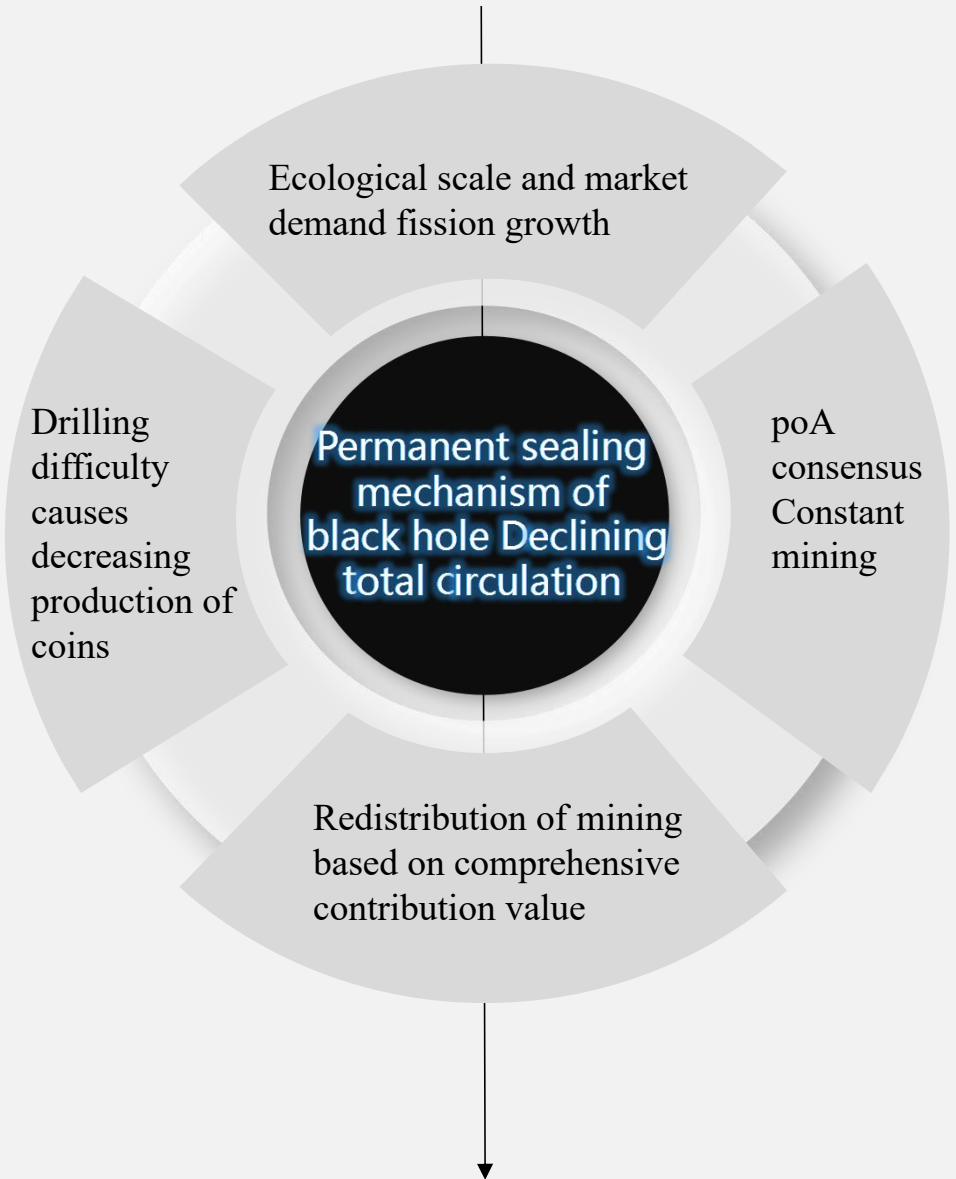 Ecological scale and market
demand fission growth
Drilling
difficulty
causes
decreasing
production of
coins
Permanent sealing
mechanism of
black hole Declining
total circulation
poA
consensus
Constant
mining
Redistribution of mining
based on comprehensive
contribution value